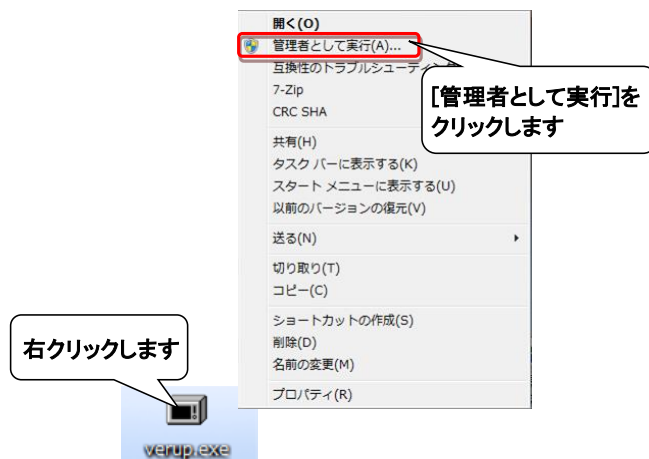 開く(O)
管理者として実行(A)...
互換性のトラブルシューティング
7-Zip
[管理者として実行]を
クリックします
CRC SHA
共有(H)
タスク バーに表示する(K)
スタート メニューに表示する(U)
以前のバージョンの復元(V)
送る(N)
切り取り(T)
コピー(C)
ショートカットの作成(S)
削除(D)
名前の変更(M)
プロパティ(R)
右クリックします
verup.exe